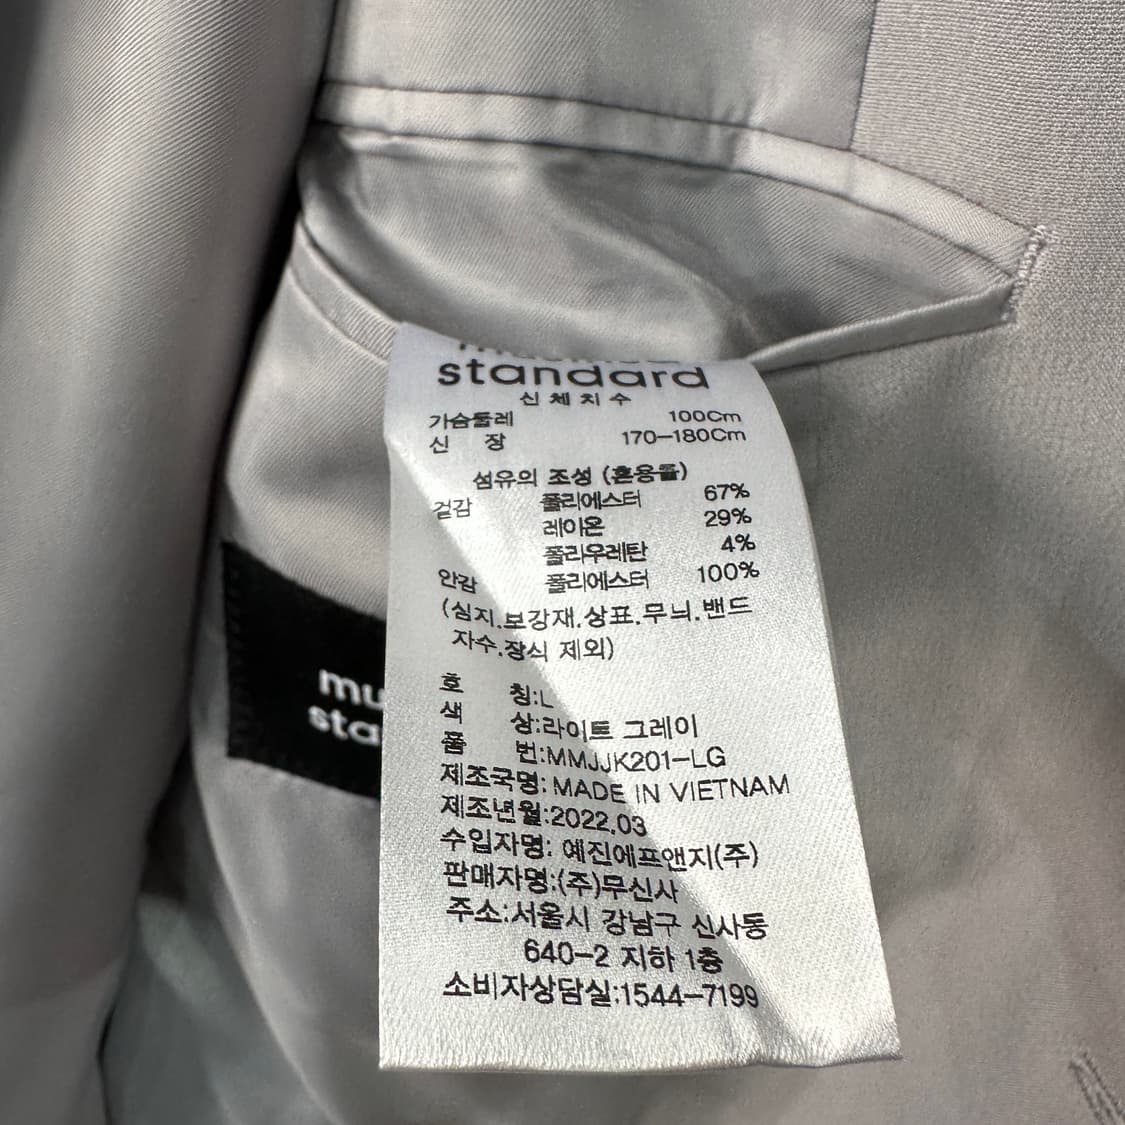 standard
신체치수
가슴둘레 100Cm
신 장 170-180Cm
섬유의 조성 (혼용률)
겉감 폴리에스터 67%
레이온 29%
폴리우레탄 4%
안감 폴리에스터 100%
(심지.보강재.상표.무늬.밴드
자수.장식 제외)
호 칭:L
색 상:라이트 그레이
품 번:MMJJK201-LG
제조국명: MADE IN VIETNAM
제조년월:2022.03
수입자명: 예진에프앤지(주)
판매자명:(주)무신사
주소:서울시 강남구 신사동
640-2 지하 1층
소비자상담실:1544-7199
mu
sta